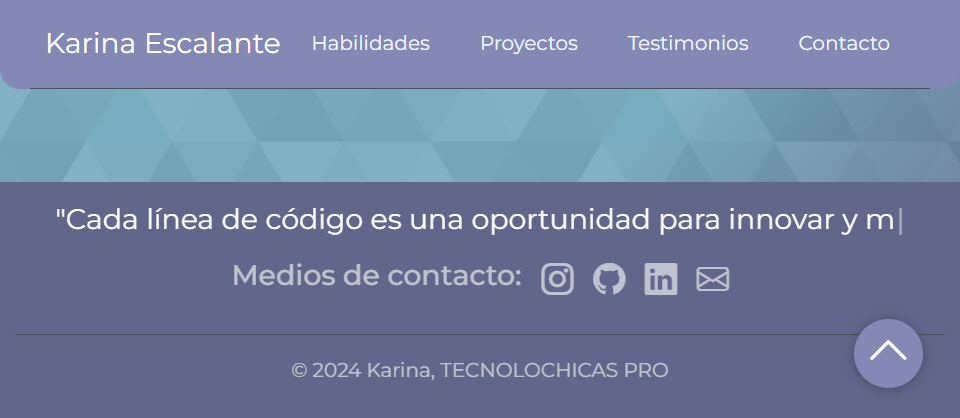 Karina Escalante Habilidades Proyectos Testimonios Contacto
"Cada línea de código es una oportunidad para innovar y m|
Medios de contacto:
© 2024 Karina, TECNOLOCHICAS PRO